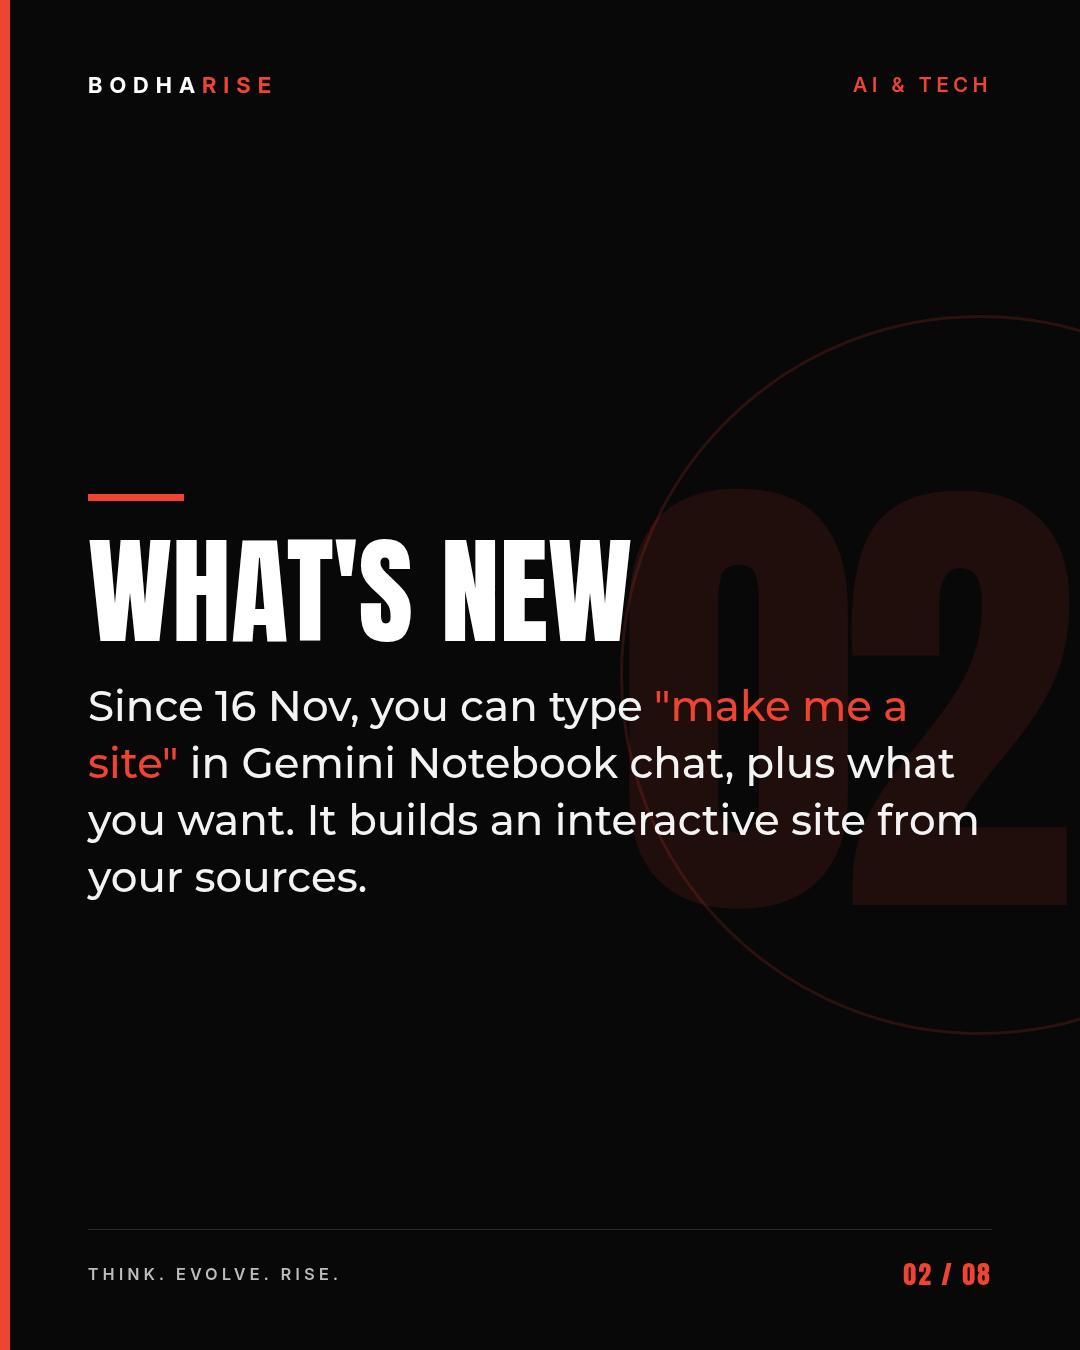 BODHARISE
AI & TECH
02
WHAT'S NEW
Since 16 Nov, you can type "make me a
site" in Gemini Notebook chat, plus what
you want. It builds an interactive site from
your sources.
THINK. EVOLVE. RISE.
02 / 08